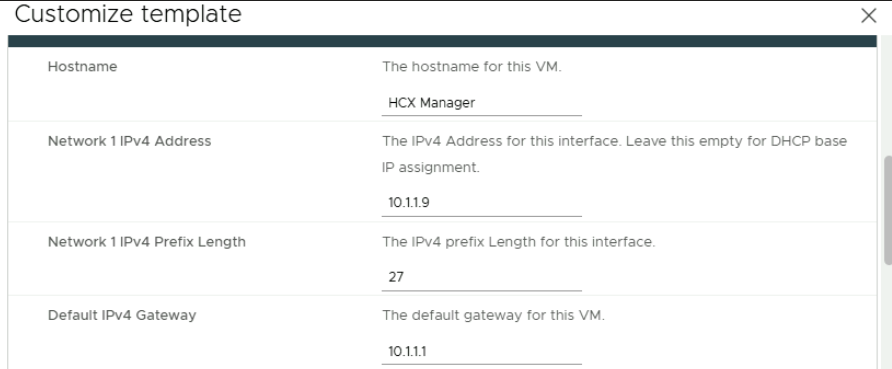 Customize template
Hostname
The hostname for this VM.
HCX Manager
Network 1 IPv4 Address
The IPv4 Address for this interface. Leave this empty for DHCP base
IP assignment.
10.1.1.9
Network 1 IPv4 Prefix Length
The IPv4 prefix Length for this interface.
27
Default IPv4 Gateway
The default gateway for this VM.
10.1.1.1